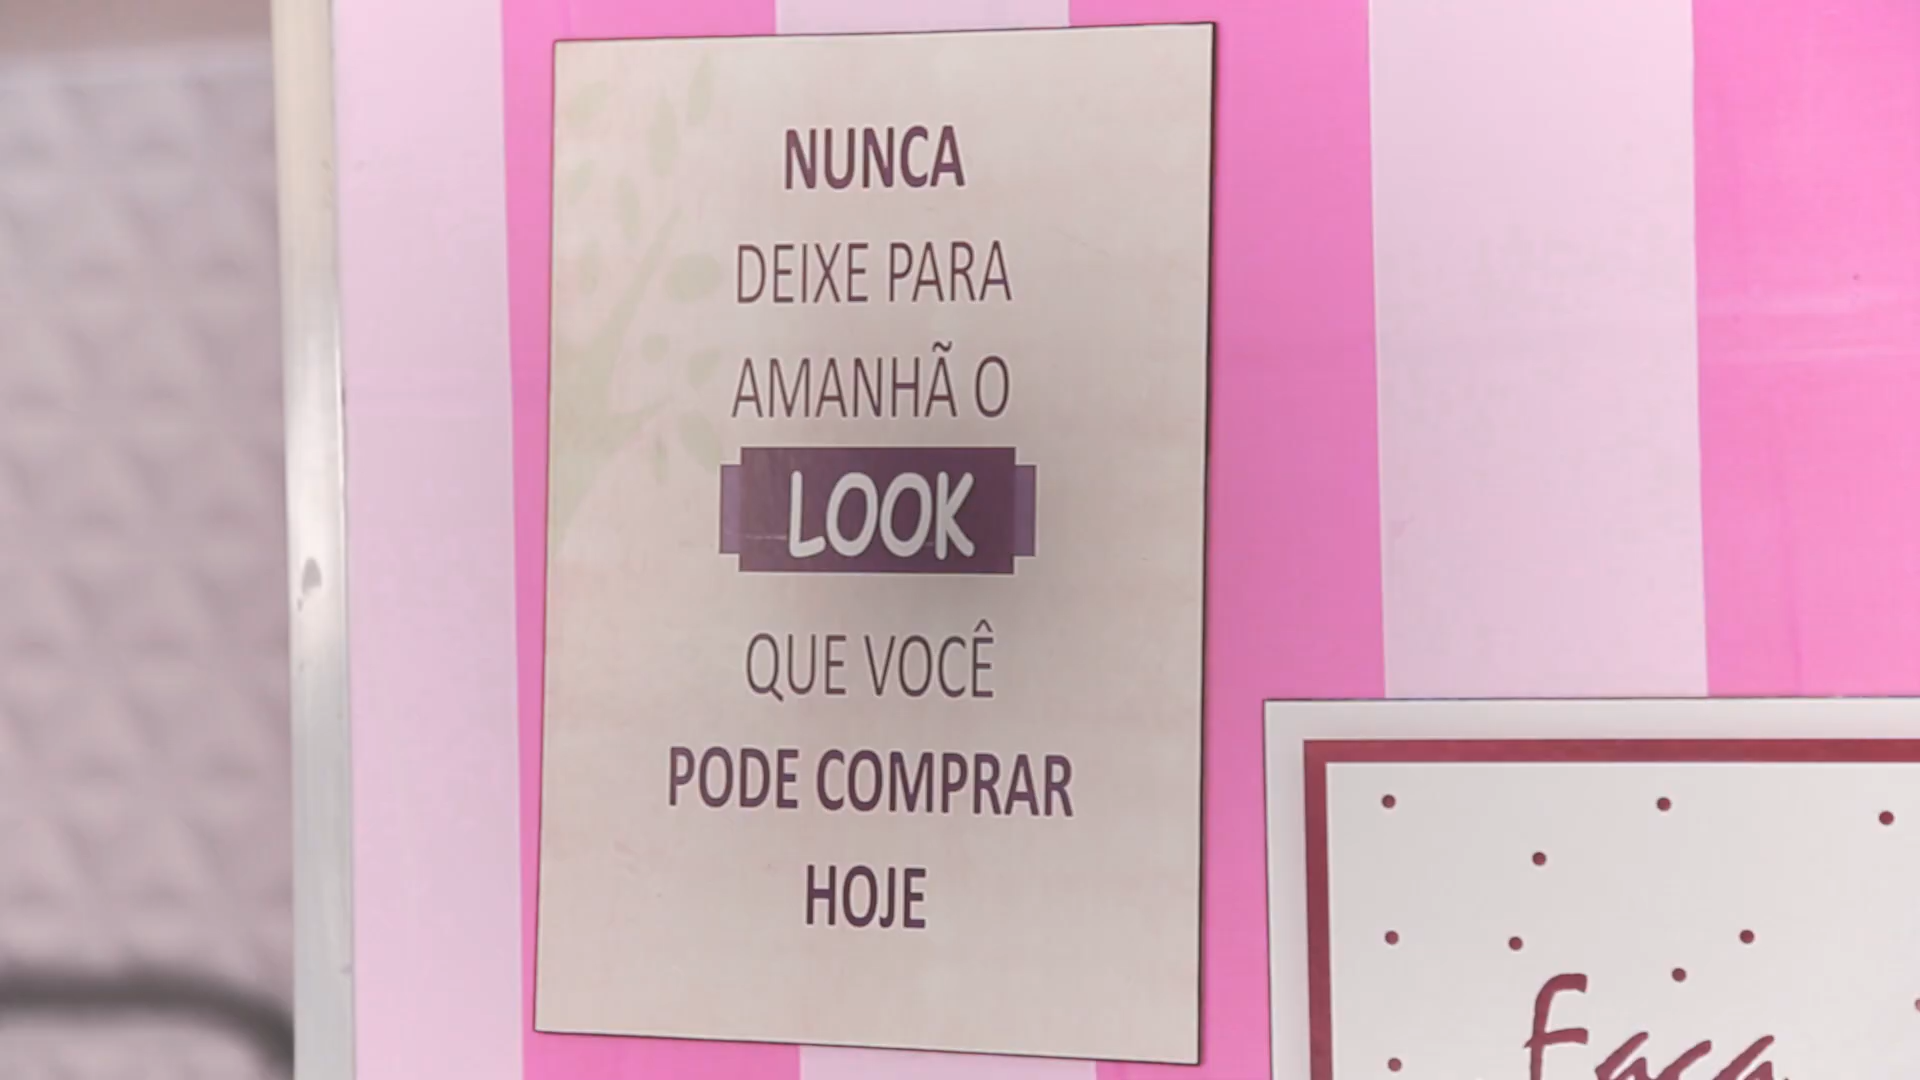 NUNCA
DEIXE PARA
AMANHÃ O
LOOK
QUE VOCÊ
PODE COMPRAR
HOJE